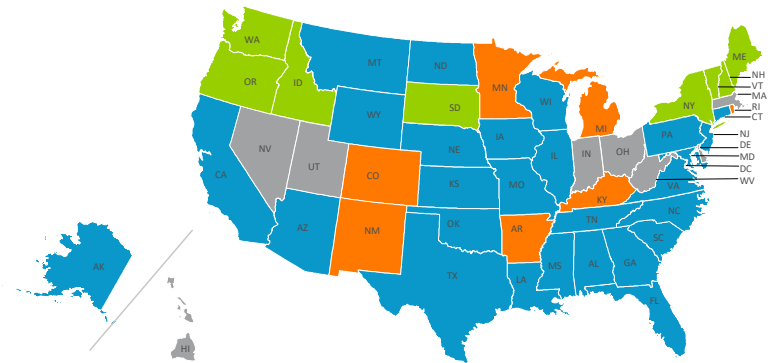 WA
ME
MT
ND
NH
OR
ID
MN
VT
MA
WI
SD
NY
RI
WY
CT
MI
PA
NJ
IA
DE
NE
OH
NV
IN
IL
MD
UT
DC
CA
CO
WV
KS
MO
VA
KY
NC
TN
OK
AZ
NM
AR
SC
MS
AL
GA
AK
TX
LA
FL
HI